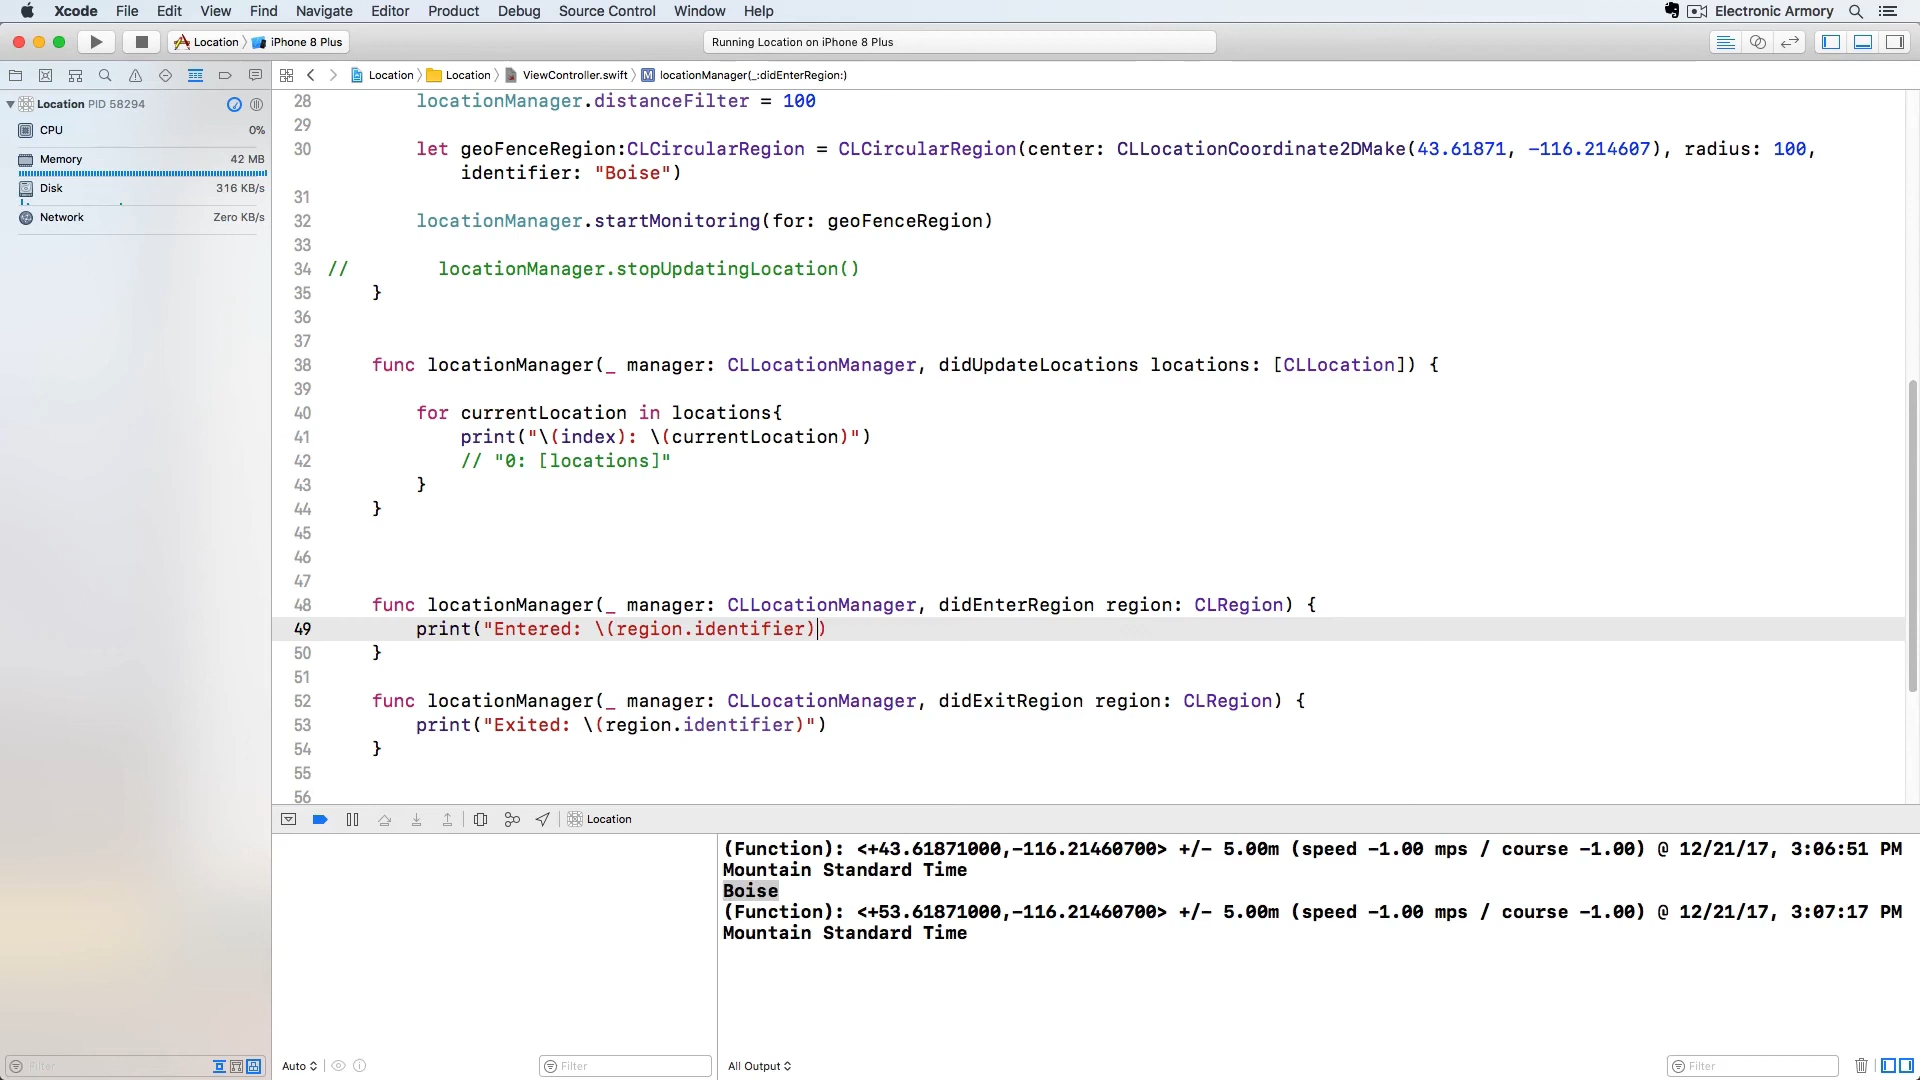 Xcode File Edit View Find Navigate Editor Product Debug Source Control Window Help Electronic Armory
Location iPhone 8 Plus Running Location on iPhone 8 Plus
Location Location ViewController.swift M locationManager(_:didEnterRegion:)
Location PID 58294
CPU 0%
Memory 42 MB
Disk 316 KB/s
Network Zero KB/s
28 locationManager.distanceFilter = 100
29
30 let geoFenceRegion:CLCircularRegion = CLCircularRegion(center: CLLocationCoordinate2DMake(43.61871, -116.214607), radius: 100,
identifier: "Boise")
31
32 locationManager.startMonitoring(for: geoFenceRegion)
33
34 // locationManager.stopUpdatingLocation()
35 }
36
37
38 func locationManager(_ manager: CLLocationManager, didUpdateLocations locations: [CLLocation]) {
39
40 for currentLocation in locations{
41 print("\(index): \(currentLocation)")
42 // "0: [locations]"
43 }
44 }
45
46
47
48 func locationManager(_ manager: CLLocationManager, didEnterRegion region: CLRegion) {
49 print("Entered: \(region.identifier))
50 }
51
52 func locationManager(_ manager: CLLocationManager, didExitRegion region: CLRegion) {
53 print("Exited: \(region.identifier)")
54 }
55
56
Location
(Function): <+43.61871000,-116.21460700> +/- 5.00m (speed -1.00 mps / course -1.00) @ 12/21/17, 3:06:51 PM
Mountain Standard Time
Boise
(Function): <+53.61871000,-116.21460700> +/- 5.00m (speed -1.00 mps / course -1.00) @ 12/21/17, 3:07:17 PM
Mountain Standard Time
Filter Auto Filter All Output Filter